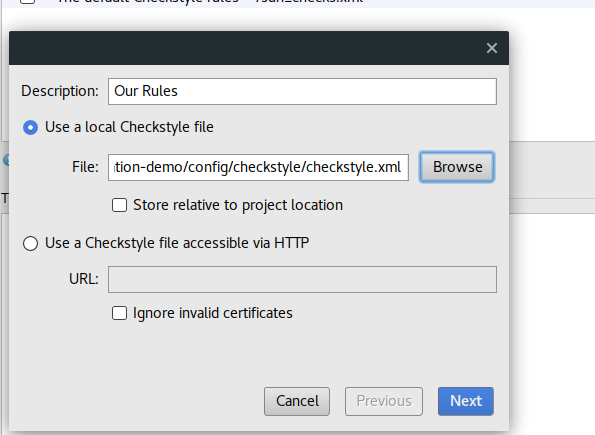 The default Checkstyle rules - /sun_checks.xml
Description: Our Rules
Use a local Checkstyle file
File: ition-demo/config/checkstyle/checkstyle.xml Browse
Store relative to project location
Use a Checkstyle file accessible via HTTP
URL:
Ignore invalid certificates
Cancel Previous Next